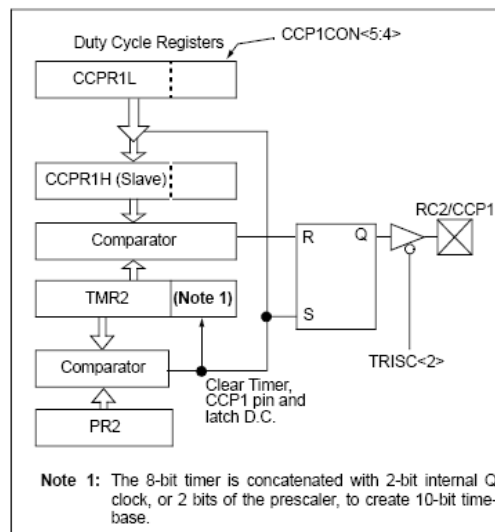 Duty Cycle Registers
CCP1CON<5:4>
CCPR1L
CCPR1H (Slave)
Comparator
TMR2
(Note 1)
Comparator
PR2
R
Q
S
RC2/CCP1
TRISC<2>
Clear Timer,
CCP1 pin and
latch D.C.
Note 1: The 8-bit timer is concatenated with 2-bit internal Q
clock, or 2 bits of the prescaler, to create 10-bit time-
base.